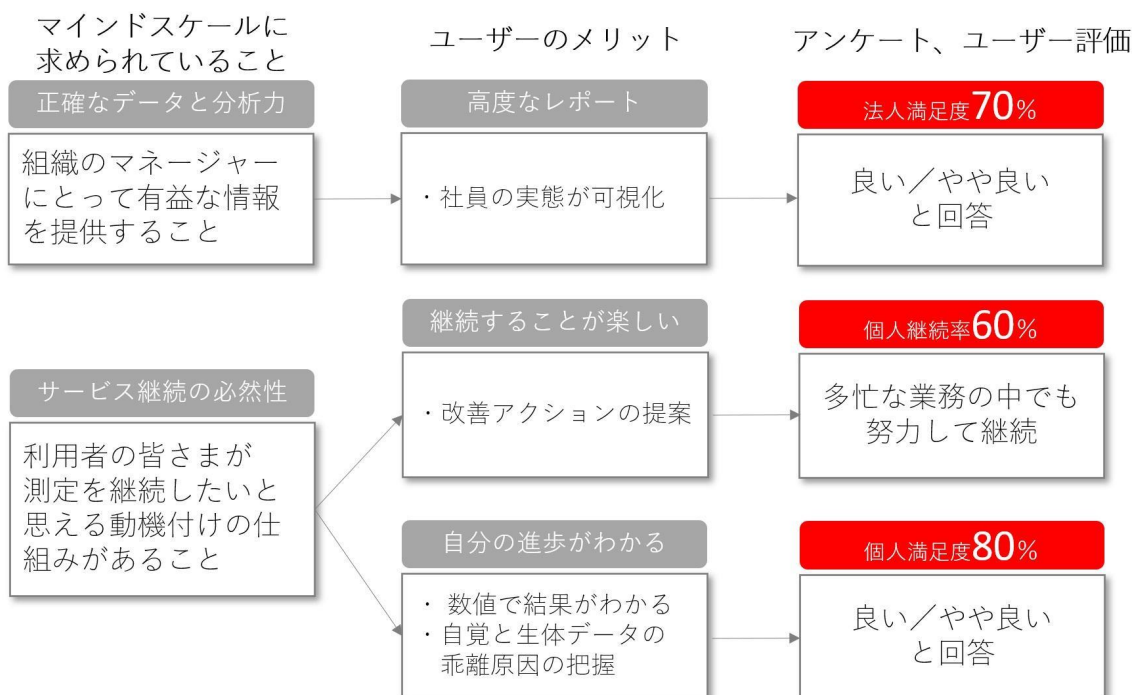 マインドスケールに
求められていること
ユーザーのメリット
アンケート、ユーザー評価
正確なデータと分析力
組織のマネージャー
にとって有益な情報
を提供すること
高度なレポート
・社員の実態が可視化
法人満足度70%
良い／やや良い
と回答
サービス継続の必然性
利用者の皆さまが
測定を継続したいと
思える動機付けの仕
組みがあること
継続することが楽しい
・改善アクションの提案
個人継続率60%
多忙な業務の中でも
努力して継続
自分の進歩がわかる
・ 数値で結果がわかる
・自覚と生体データの
乖離原因の把握
個人満足度80%
良い／やや良い
と回答